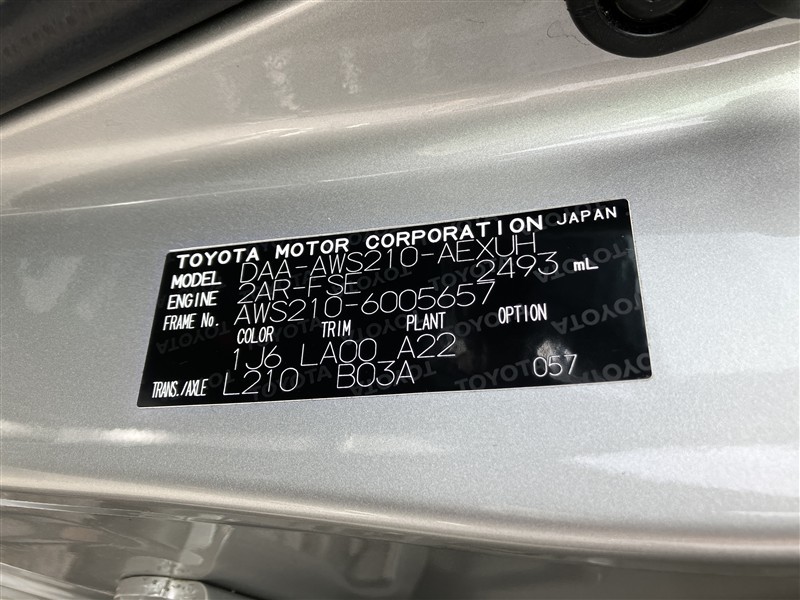 TOYOTA MOTOR CORPORATION JAPAN
MODEL DAA-AWS210-AEXUH
ENGINE 2AR-FSE 2493 mL
FRAME No. AWS210-6005657
COLOR TRIM PLANT OPTION
1J6 LA00 A22
TRANS./AXLE L210 B03A 057